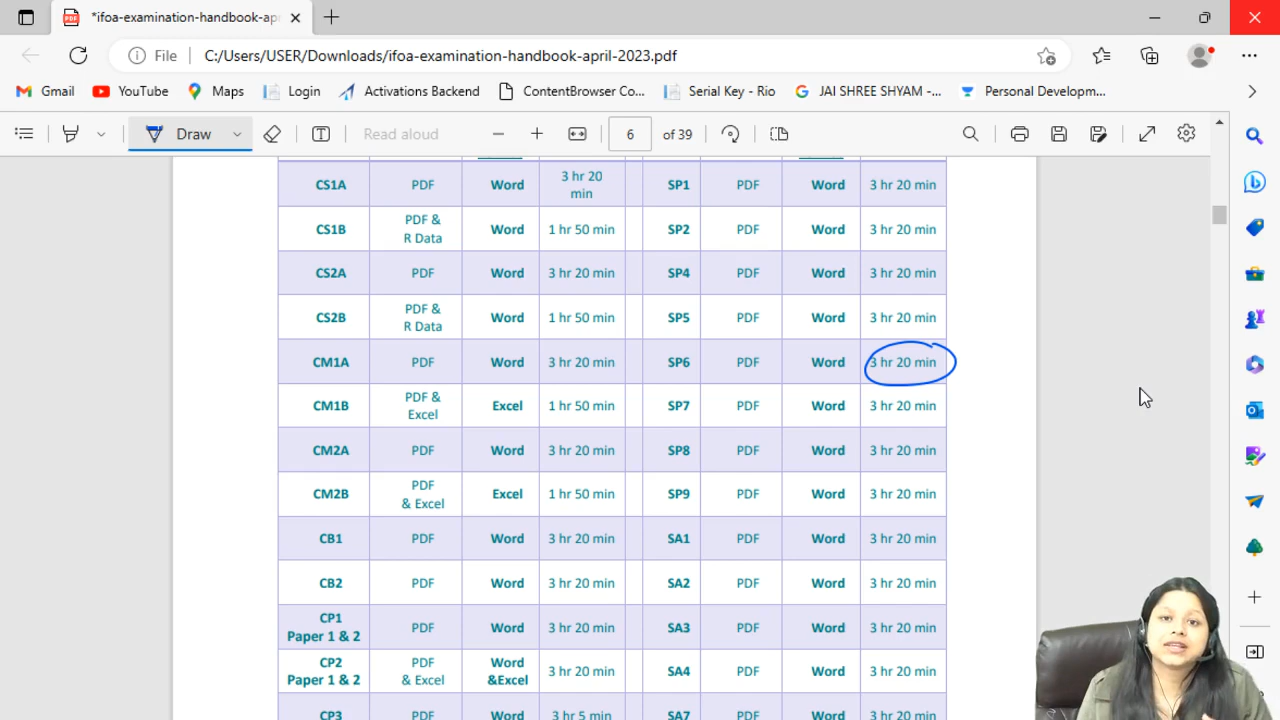 *ifoa-examination-handbook-apr
File
C:/Users/USER/Downloads/ifoa-examination-handbook-april-2023.pdf
Gmail YouTube Maps Login Activations Backend ContentBrowser Co... Serial Key - Rio JAI SHREE SHYAM -... Personal Developm...
Draw Read aloud 6 of 39
CS1A PDF Word 3 hr 20 min SP1 PDF Word 3 hr 20 min
CS1B PDF & R Data Word 1 hr 50 min SP2 PDF Word 3 hr 20 min
CS2A PDF Word 3 hr 20 min SP4 PDF Word 3 hr 20 min
CS2B PDF & R Data Word 1 hr 50 min SP5 PDF Word 3 hr 20 min
CM1A PDF Word 3 hr 20 min SP6 PDF Word 3 hr 20 min
CM1B PDF & Excel Excel 1 hr 50 min SP7 PDF Word 3 hr 20 min
CM2A PDF Word 3 hr 20 min SP8 PDF Word 3 hr 20 min
CM2B PDF & Excel Excel 1 hr 50 min SP9 PDF Word 3 hr 20 min
CB1 PDF Word 3 hr 20 min SA1 PDF Word 3 hr 20 min
CB2 PDF Word 3 hr 20 min SA2 PDF Word 3 hr 20 min
CP1 Paper 1 & 2 PDF Word 3 hr 20 min SA3 PDF Word 3 hr 20 min
CP2 Paper 1 & 2 PDF & Excel Word &Excel 3 hr 20 min SA4 PDF Word 3 hr 20 min
CP3 PDF Word 3 hr 5 min SA7 PDF Word 3 hr 20 min